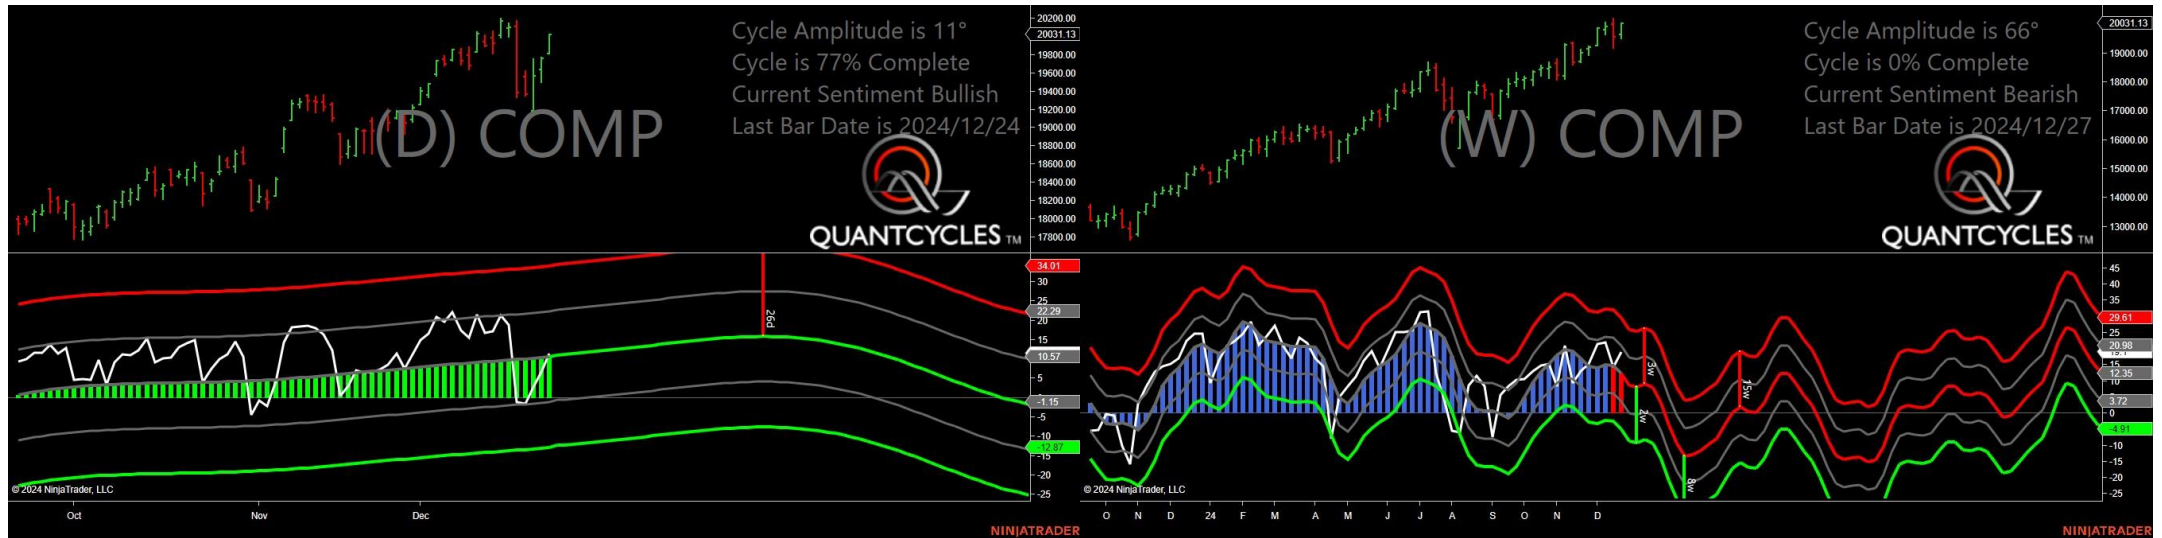 Cycle Amplitude is 11°
Cycle is 77% Complete
Current Sentiment Bullish
Last Bar Date is 2024/12/24
(D) COMP
QUANTCYCLES TM
20200.00
20031.13
19800.00
19600.00
19400.00
19200.00
19000.00
18800.00
18600.00
18400.00
18200.00
18000.00
17800.00
34.01
30
25
22.29
20
15
10.57
5
-1.15
-5
-10
-12.87
-15
-20
-25
26d
© 2024 NinjaTrader, LLC
Oct
Nov
Dec
NINJATRADER
Cycle Amplitude is 66°
Cycle is 0% Complete
Current Sentiment Bearish
Last Bar Date is 2024/12/27
(W) COMP
QUANTCYCLES TM
20031.13
19000.00
18000.00
17000.00
16000.00
15000.00
14000.00
13000.00
45
40
35
29.61
25
20.98
12.35
10
3.72
0
-4.91
-10
-15
-20
-25
3w
2w
15w
8w
© 2024 NinjaTrader, LLC
O N D 24 F M A M J J A S O N D
NINJATRADER